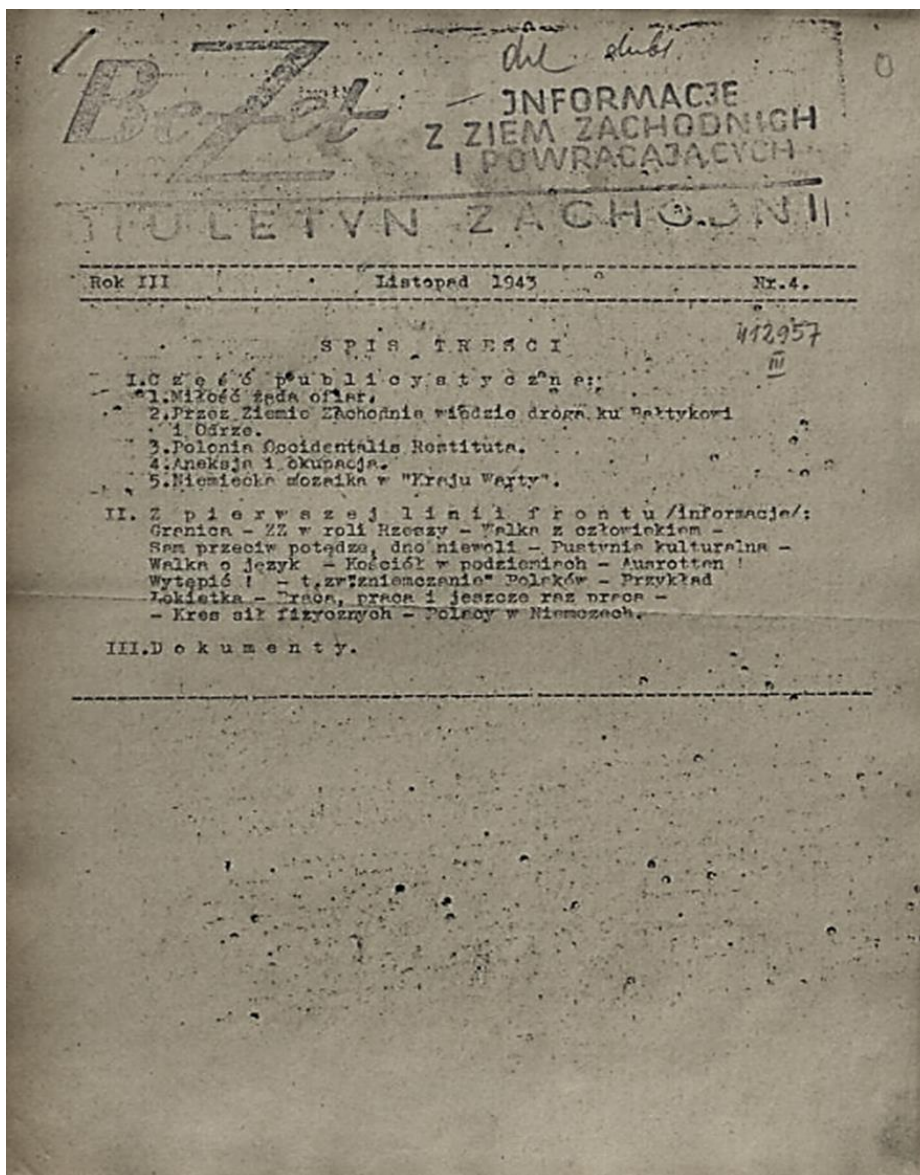 BeZet
INFORMACJE
Z ZIEM ZACHODNICH
I POWRACAJĄCYCH
BIULETYN ZACHODNI
Rok III Listopad 1943 Nr.4.
412957
III
SPIS TREŚCI
I.Część publicystyczna:
1.Miłość żąda ofiar.
2.Przez Ziemie Zachodnie wiedzie droga ku Bałtykowi
i Odrze.
3.Polonia Occidentalis Restituta.
4.Aneksja i okupacja.
5.Niemiecka mozaika w "Kraju Warty".
II. Z pierwszej linii frontu /informacje/:
Granica - ZZ w roli Rzeszy - Walka z człowiekiem -
Sam przeciw potędze, dno niewoli - Pustynia kulturalna -
Walka o język - Kościół w podziemiach - Ausrotten !
Wytępić ! - t.zw"zniemczanie" Polaków - Przykład
Łokietka - Praca, praca i jeszcze raz praca -
- Kres sił fizycznych - Polacy w Niemczech.
III.Dokumenty.